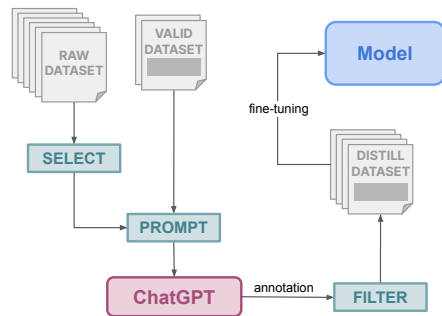 RAW
DATASET
VALID
DATASET
Model
fine-tuning
SELECT
DISTILL
DATASET
PROMPT
ChatGPT
annotation
FILTER